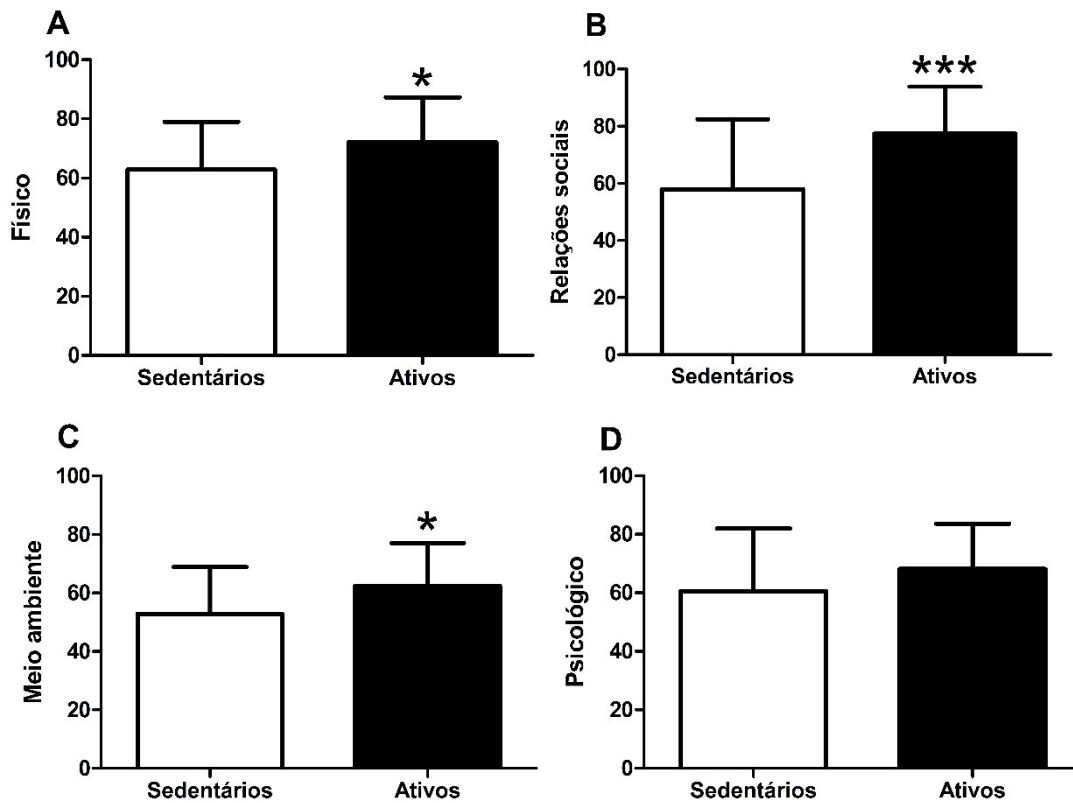 A
Físico
100
80
60
40
20
0
*
Sedentários
Ativos
B
Relações sociais
100
80
60
40
20
0
***
Sedentários
Ativos
C
Meio ambiente
100
80
60
40
20
0
*
Sedentários
Ativos
D
Psicológico
100
80
60
40
20
0
Sedentários
Ativos